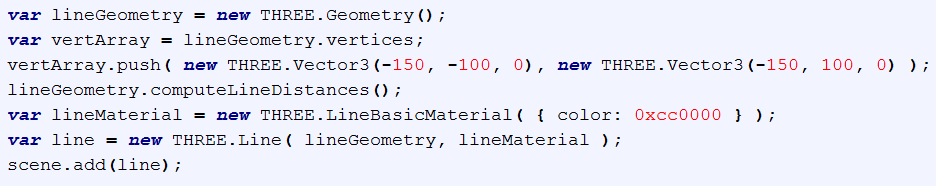 var lineGeometry = new THREE.Geometry();
var vertArray = lineGeometry.vertices;
vertArray.push( new THREE.Vector3(-150, -100, 0), new THREE.Vector3(-150, 100, 0) );
lineGeometry.computeLineDistances();
var lineMaterial = new THREE.LineBasicMaterial( { color: 0xcc0000 } );
var line = new THREE.Line( lineGeometry, lineMaterial );
scene.add(line);